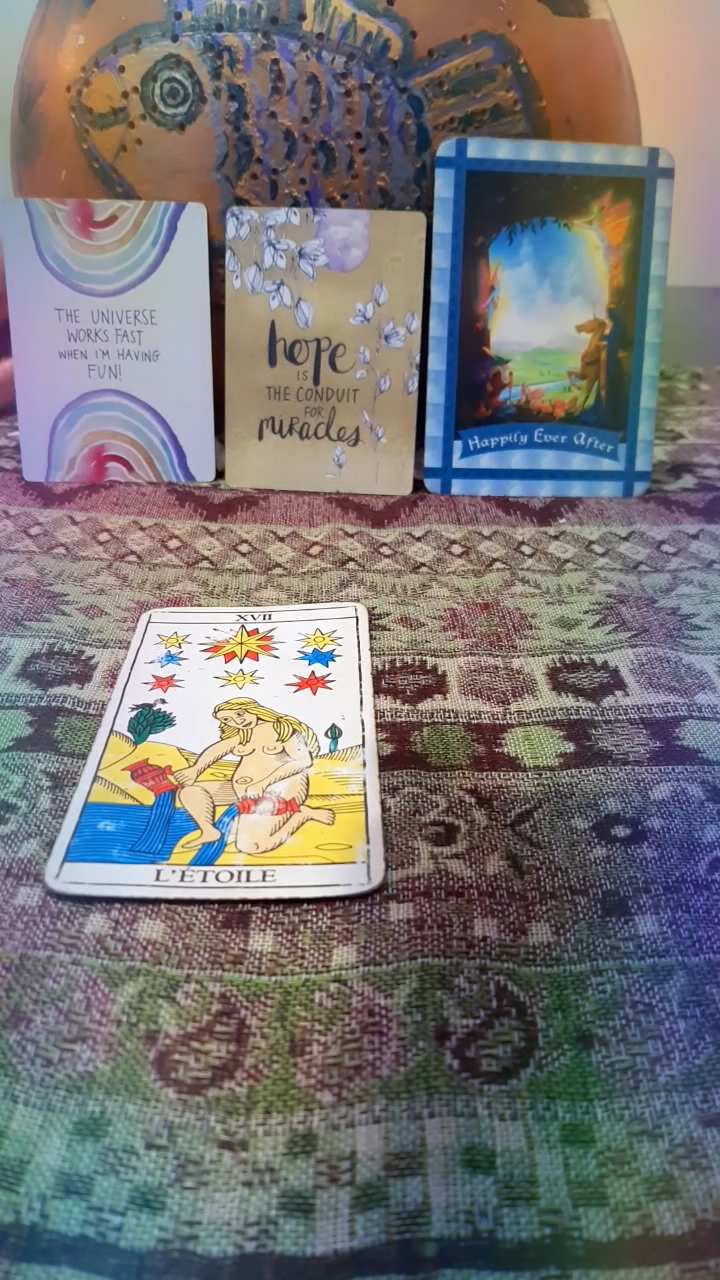 THE UNIVERSE
WORKS FAST
WHEN I'M HAVING
FUN!
hope
IS
THE CONDUIT
FOR
miracles
Happily Ever After
XVII
L'ÉTOILE